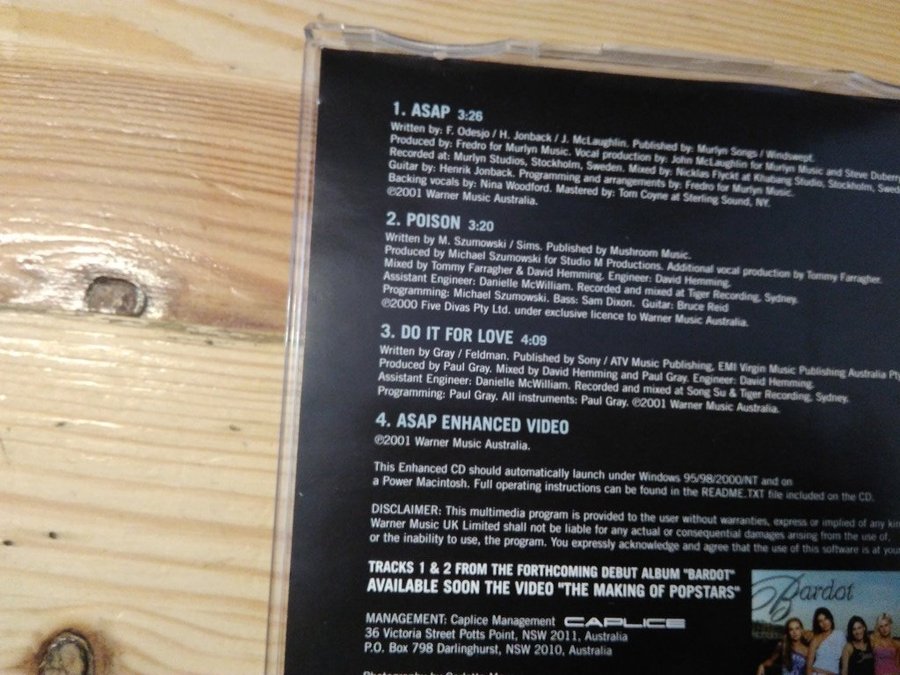 1. ASAP 3:26
Written by: F. Odesjo / H. Jonback / J. McLaughlin. Published by: Murlyn Songs / Windswept.
Produced by: Fredro for Murlyn Music. Vocal production by: John McLaughlin for Murlyn Music and Steve Duberry
Recorded at: Murlyn Studios, Stockholm, Sweden. Mixed by: Nicklas Flyckt at Khabang Studio, Stockholm,
Guitar by: Henrik Jonback. Programming and arrangements by: Fredro for Murlyn Music.
Backing vocals by: Nina Woodford. Mastered by: Tom Coyne at Sterling Sound, NY.
℗2001 Warner Music Australia.
2. POISON 3:20
Written by M. Szumowski / Sims. Published by Mushroom Music.
Produced by Michael Szumowski for Studio M Productions. Additional vocal production by Tommy Farragher.
Mixed by Tommy Farragher & David Hemming. Engineer: David Hemming.
Assistant Engineer: Danielle McWilliam. Recorded and mixed at Tiger Recording, Sydney.
Programming: Michael Szumowski. Bass: Sam Dixon. Guitar: Bruce Reid
℗2000 Five Divas Pty Ltd. under exclusive licence to Warner Music Australia.
3. DO IT FOR LOVE 4:09
Written by Gray / Feldman. Published by Sony / ATV Music Publishing, EMI Virgin Music Publishing Australia
Produced by Paul Gray. Mixed by David Hemming and Paul Gray. Engineer: David Hemming.
Assistant Engineer: Danielle McWilliam. Recorded and mixed at Song Su & Tiger Recording, Sydney.
Programming: Paul Gray. All instruments: Paul Gray. ℗2001 Warner Music Australia.
4. ASAP ENHANCED VIDEO
℗2001 Warner Music Australia.
This Enhanced CD should automatically launch under Windows 95/98/2000/NT and on
a Power Macintosh. Full operating instructions can be found in the README.TXT file included on the CD.
DISCLAIMER: This multimedia program is provided to the user without warranties, express or implied of any
Warner Music UK Limited shall not be liable for any actual or consequential damages arising from the use of,
or the inability to use, the program. You expressly acknowledge and agree that the use of this software is at
TRACKS 1 & 2 FROM THE FORTHCOMING DEBUT ALBUM "BARDOT"
AVAILABLE SOON THE VIDEO "THE MAKING OF POPSTARS"
Bardot
MANAGEMENT: Caplice Management CAPLICE
36 Victoria Street Potts Point, NSW 2011, Australia
P.O. Box 798 Darlinghurst, NSW 2010, Australia